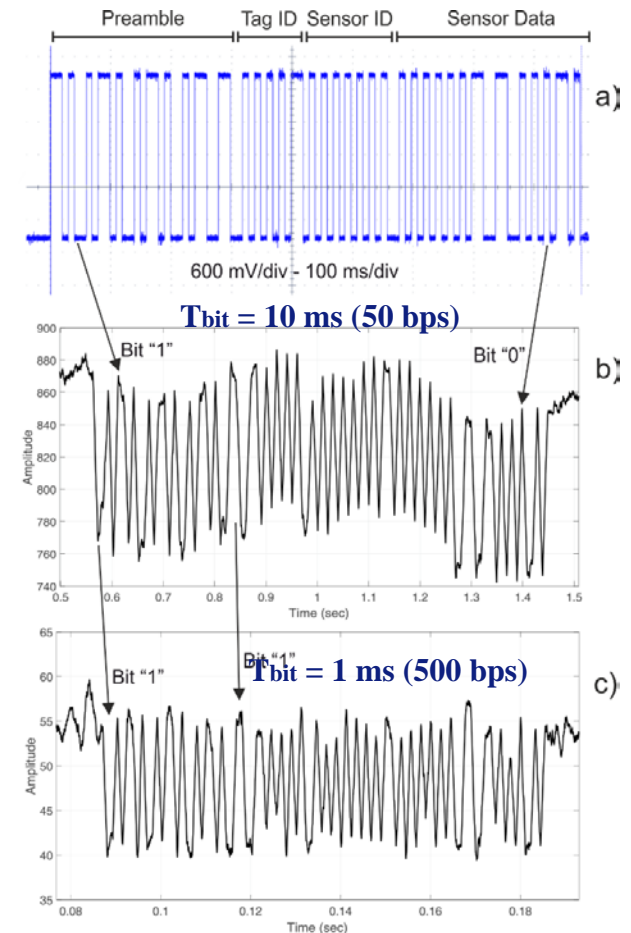 Preamble Tag ID Sensor ID Sensor Data
a)
600 mV/div - 100 ms/div
Tbit = 10 ms (50 bps)
900
880
860
840
820
800
780
760
740
Amplitude
Bit “1”
Bit “0”
b)
0.5 0.6 0.7 0.8 0.9 1 1.1 1.2 1.3 1.4 1.5
Time (sec)
Bit “1”
Tbit = 1 ms (500 bps)
65
60
55
50
45
40
35
Amplitude
Bit “1”
c)
0.08 0.1 0.12 0.14 0.16 0.18
Time (sec)